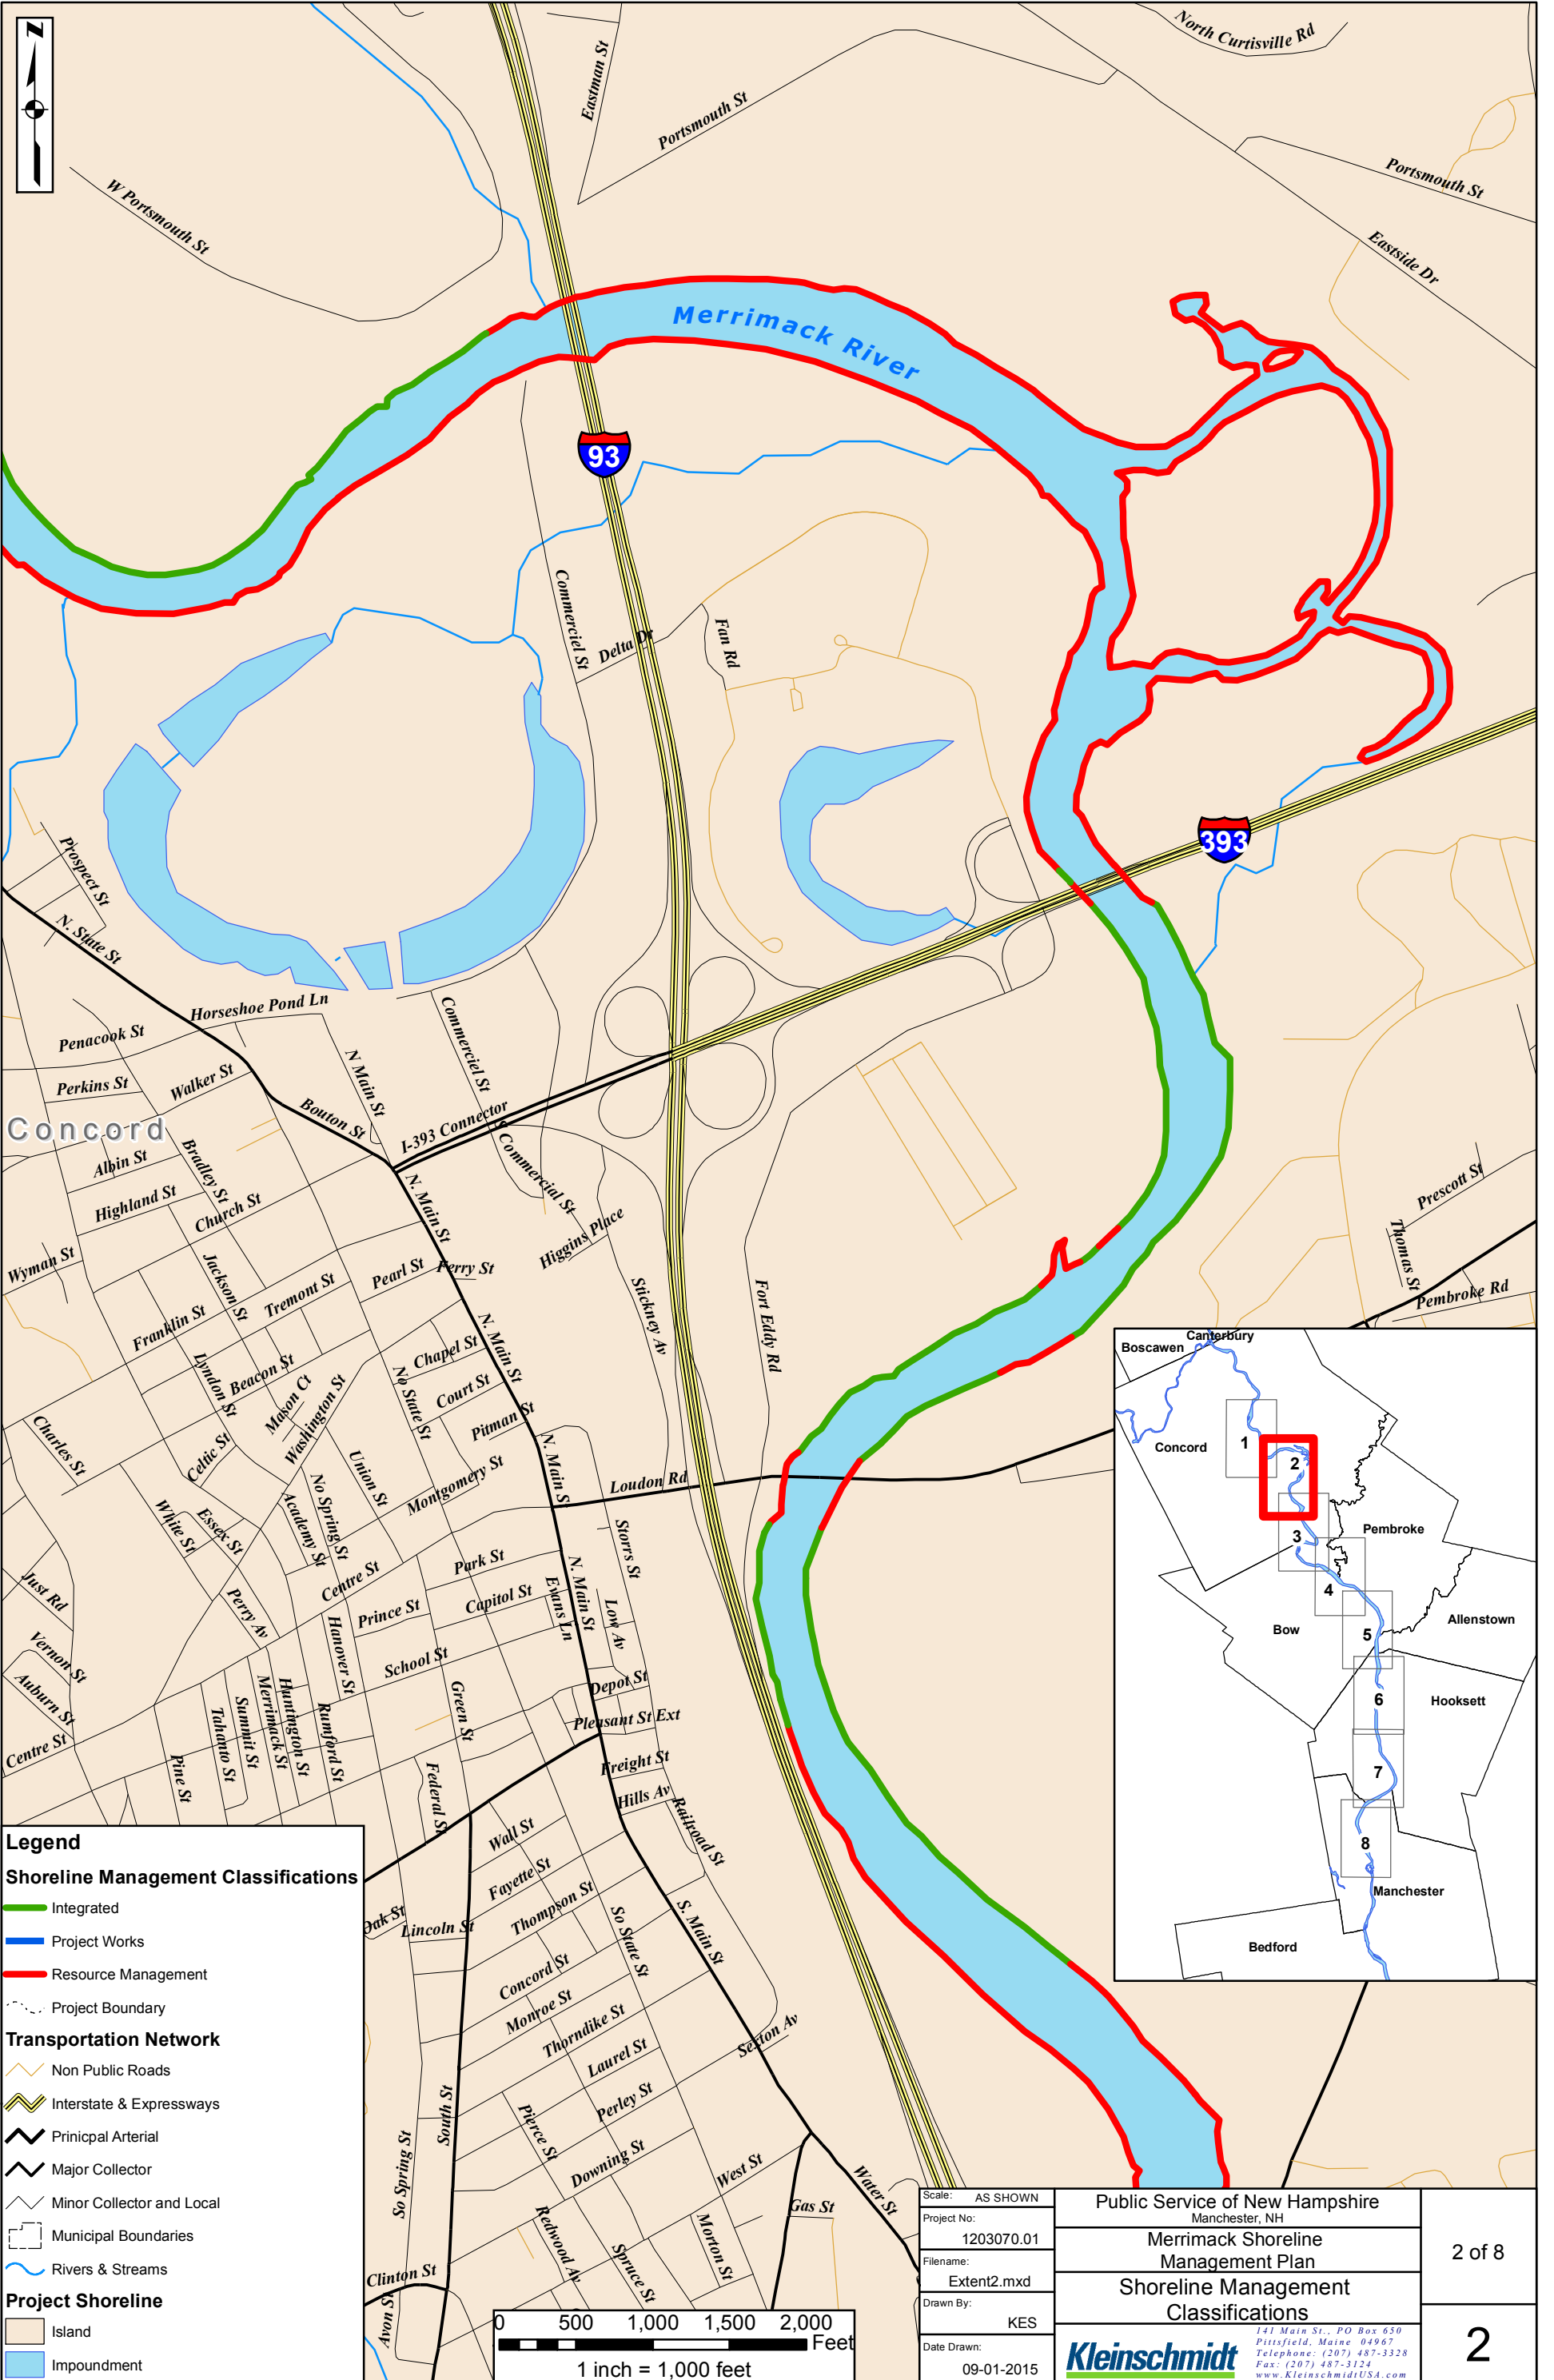 N
North Curtisville Rd
Eastman St
Portsmouth St
Portsmouth St
W Portsmouth St
Eastside Dr
Merrimack River
93
Commerciel St
Delta Dr
Fan Rd
393
Prospect St
N. State St
Horseshoe Pond Ln
Penacook St
N Main St
Commerciel St
Perkins St
Walker St
Bouton St
I-393 Connector
Concord
Albin St
Bradley St
Commercial St
S
Highland St
Church St
N. Main St
Higgins Place
Prescott St
Thomas St
Wyman St
Jackson St
Pearl St
Ferry St
Tremont St
Stickney Av
Fort Eddy Rd
Pembroke Rd
Franklin St
N. Main St
Chapel St
Lyndon St
Beacon St
No State St
Court St
Mason Ct
Washington St
Pitman St
Charles St
Celtic St
Union St
Montgomery St
N. Main S
Loudon Rd
No Spring St
Academy St
White St
Essex St
Storrs St
Centre St
Park St
N. Main St
Just Rd
Perry Av
Prince St
Capitol St
Evans Ln
Low Av
Hanover St
Vernon St
School St
Auburn St
Depot St
Green St
Pleasant St Ext
Huntington St
Merrimack St
Summit St
Tahanto St
Rumford St
Centre St
Pine St
Freight St
Federal St
Hills Av
Railroad St
Wall St
Fayette St
Thompson St
Oak St
Lincoln St
So State St
S. Main St
Concord St
Monroe St
Thorndike St
Laurel St
Sexton Av
Perley St
Pierce St
South St
So Spring St
Downing St
West St
Water St
Gas St
Redwood Av
Spruce St
Morton St
Clinton St
Avon St
Canterbury
Boscawen
Concord
1
2
3
Pembroke
4
Allenstown
Bow
5
6
Hooksett
7
8
Manchester
Bedford
Legend
Shoreline Management Classifications
Integrated
Project Works
Resource Management
Project Boundary
Transportation Network
Non Public Roads
Interstate & Expressways
Prinicpal Arterial
Major Collector
Minor Collector and Local
Municipal Boundaries
Rivers & Streams
Project Shoreline
Island
Impoundment
0 500 1,000 1,500 2,000
Feet
1 inch = 1,000 feet
Scale: AS SHOWN
Project No:
1203070.01
Filename:
Extent2.mxd
Drawn By:
KES
Date Drawn:
09-01-2015
Public Service of New Hampshire
Manchester, NH
Merrimack Shoreline
Management Plan
Shoreline Management
Classifications
Kleinschmidt
141 Main St., PO Box 650
Pittsfield, Maine 04967
Telephone: (207) 487-3328
Fax: (207) 487-3124
www.KleinschmidtUSA.com
2 of 8
2